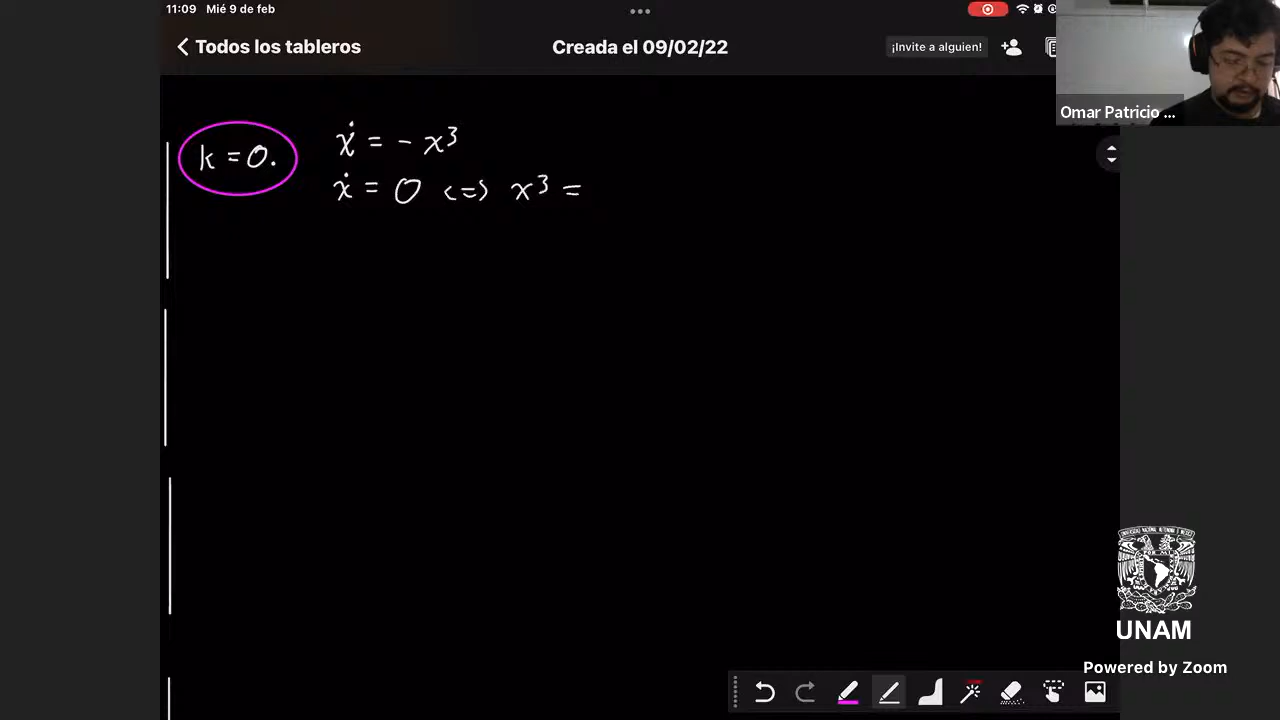 11:09 Mié 9 de feb
Todos los tableros
Creada el 09/02/22
¡Invite a alguien!
Omar Patricio ...
k = 0.
ẋ = - x³
ẋ = 0 <=> x³ =
UNAM
Powered by Zoom